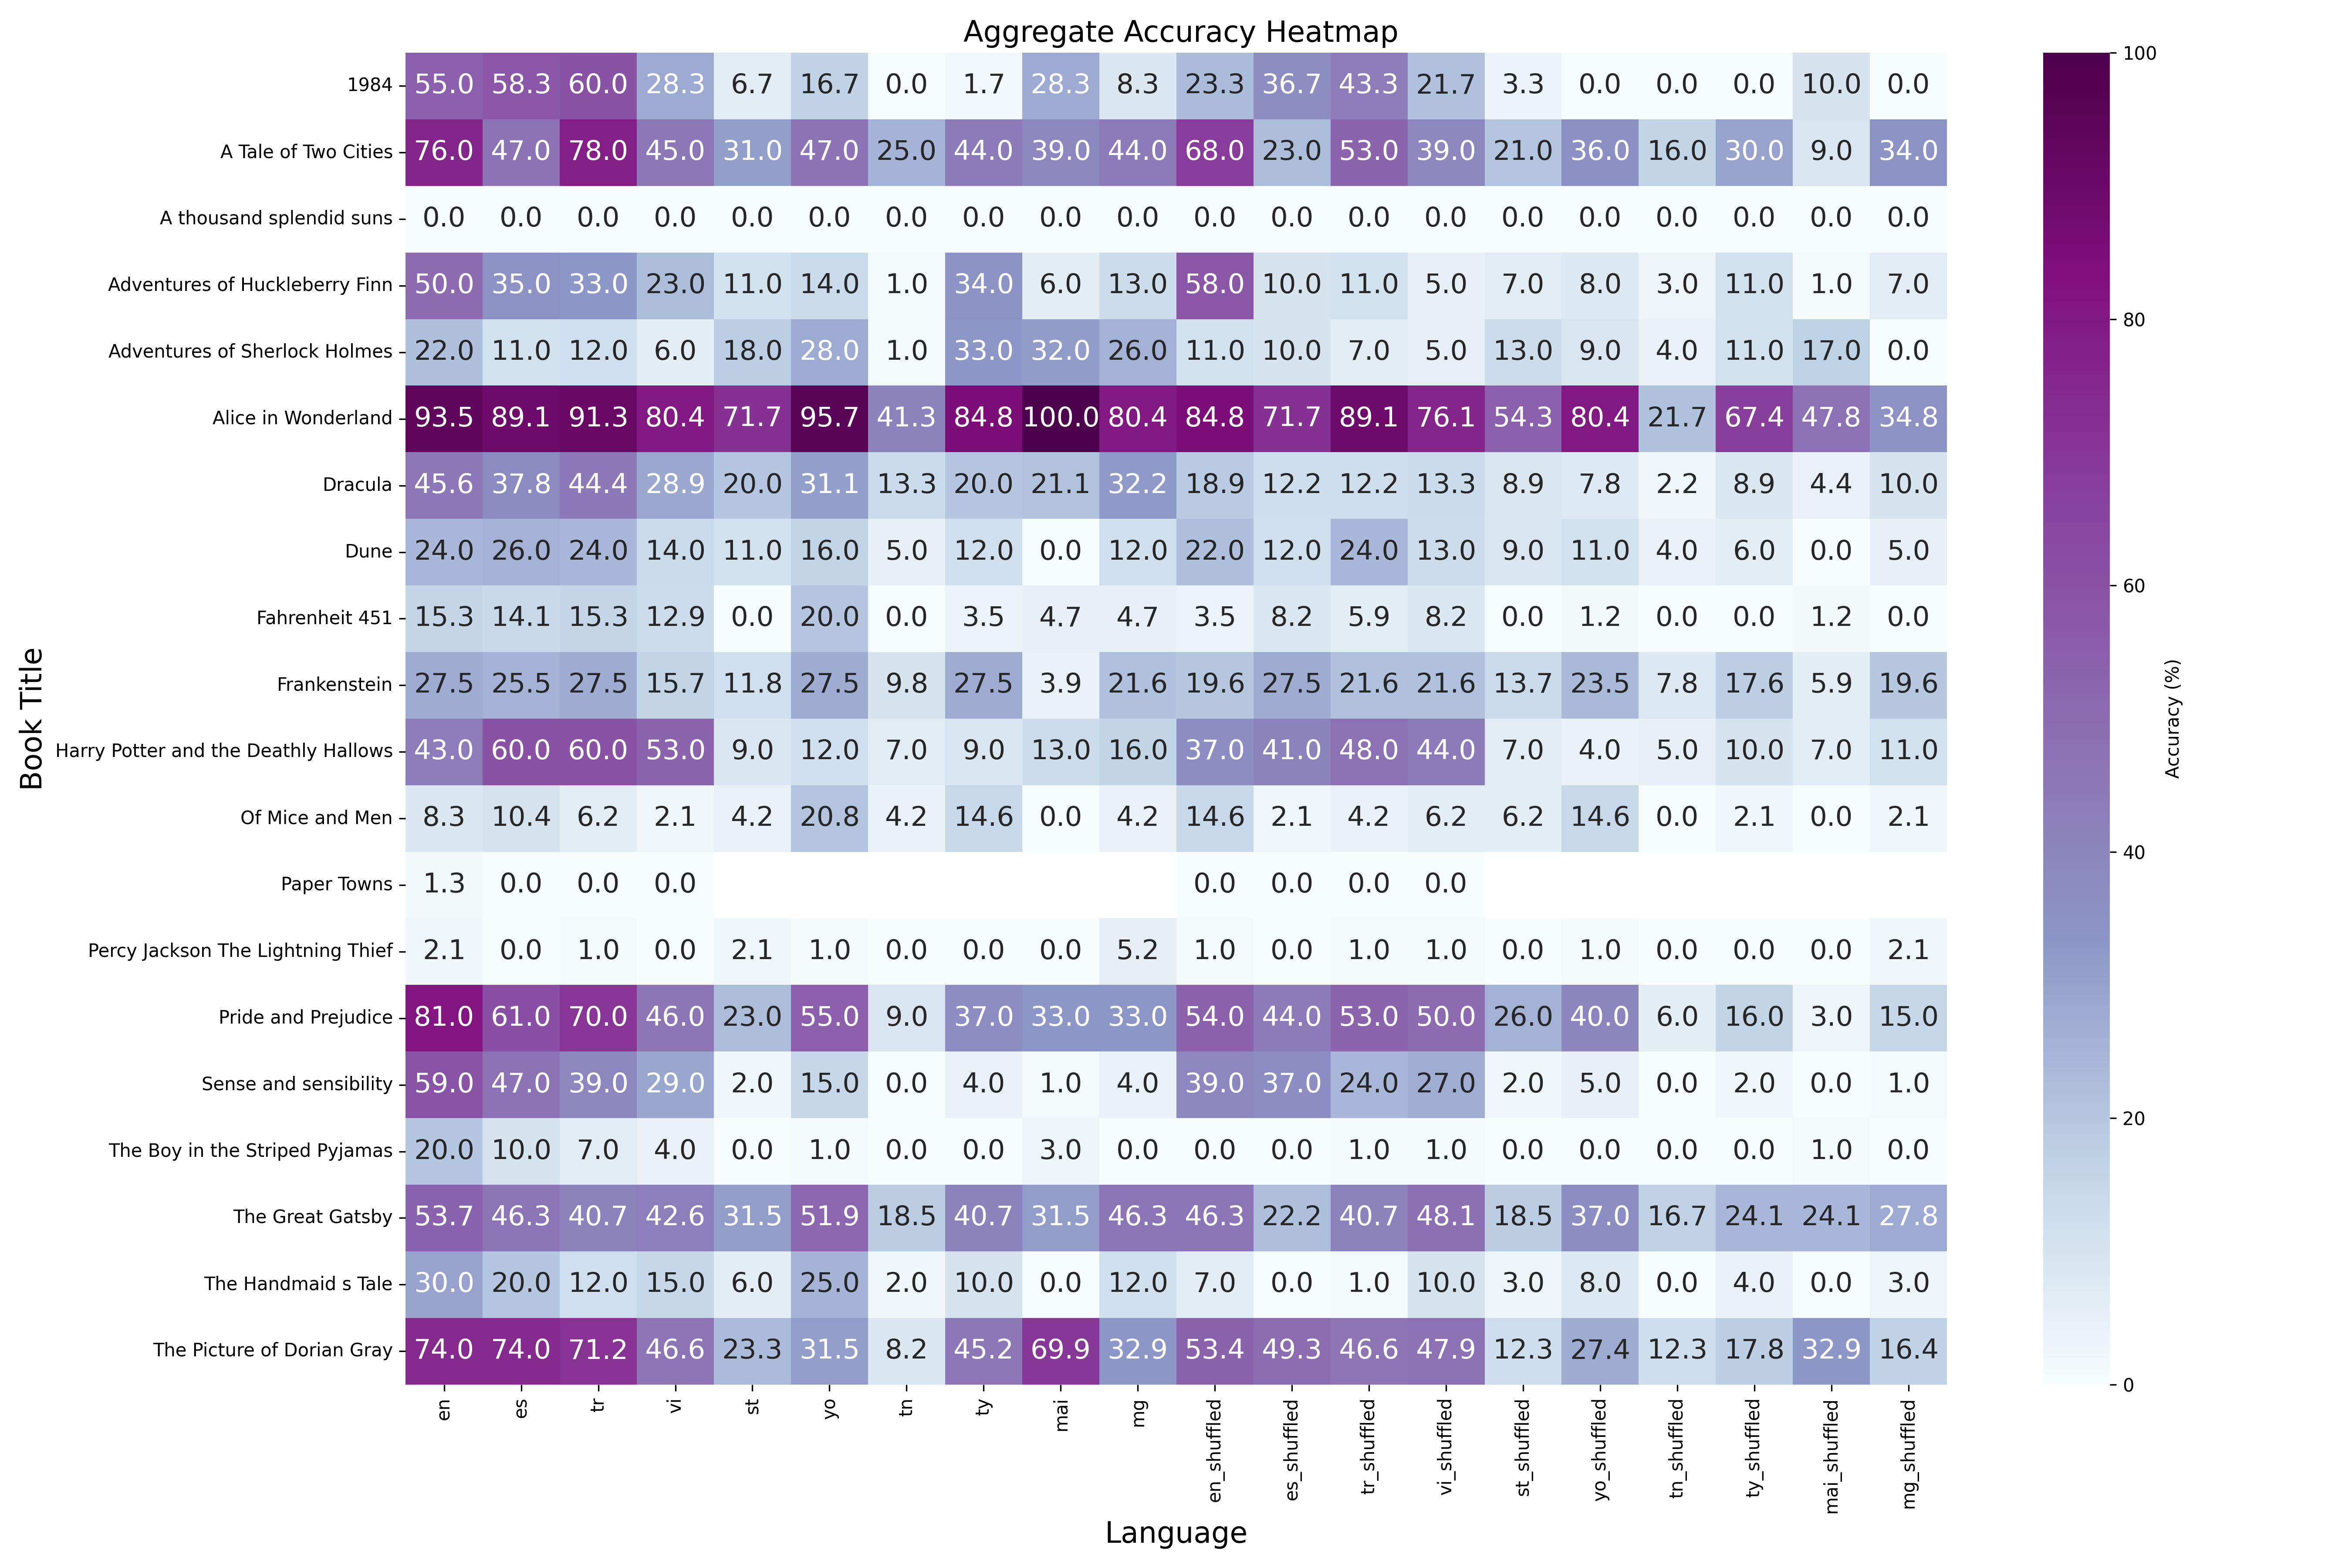 Aggregate Accuracy Heatmap
1984 55.0 58.3 60.0 28.3 6.7 16.7 0.0 1.7 28.3 8.3 23.3 36.7 43.3 21.7 3.3 0.0 0.0 0.0 10.0 0.0
A Tale of Two Cities 76.0 47.0 78.0 45.0 31.0 47.0 25.0 44.0 39.0 44.0 68.0 23.0 53.0 39.0 21.0 36.0 16.0 30.0 9.0 34.0
A thousand splendid suns 0.0 0.0 0.0 0.0 0.0 0.0 0.0 0.0 0.0 0.0 0.0 0.0 0.0 0.0 0.0 0.0 0.0 0.0 0.0 0.0
Adventures of Huckleberry Finn 50.0 35.0 33.0 23.0 11.0 14.0 1.0 34.0 6.0 13.0 58.0 10.0 11.0 5.0 7.0 8.0 3.0 11.0 1.0 7.0
Adventures of Sherlock Holmes 22.0 11.0 12.0 6.0 18.0 28.0 1.0 33.0 32.0 26.0 11.0 10.0 7.0 5.0 13.0 9.0 4.0 11.0 17.0 0.0
Alice in Wonderland 93.5 89.1 91.3 80.4 71.7 95.7 41.3 84.8 100.0 80.4 84.8 71.7 89.1 76.1 54.3 80.4 21.7 67.4 47.8 34.8
Dracula 45.6 37.8 44.4 28.9 20.0 31.1 13.3 20.0 21.1 32.2 18.9 12.2 12.2 13.3 8.9 7.8 2.2 8.9 4.4 10.0
Dune 24.0 26.0 24.0 14.0 11.0 16.0 5.0 12.0 0.0 12.0 22.0 12.0 24.0 13.0 9.0 11.0 4.0 6.0 0.0 5.0
Fahrenheit 451 15.3 14.1 15.3 12.9 0.0 20.0 0.0 3.5 4.7 4.7 3.5 8.2 5.9 8.2 0.0 1.2 0.0 0.0 1.2 0.0
Frankenstein 27.5 25.5 27.5 15.7 11.8 27.5 9.8 27.5 3.9 21.6 19.6 27.5 21.6 21.6 13.7 23.5 7.8 17.6 5.9 19.6
Harry Potter and the Deathly Hallows 43.0 60.0 60.0 53.0 9.0 12.0 7.0 9.0 13.0 16.0 37.0 41.0 48.0 44.0 7.0 4.0 5.0 10.0 7.0 11.0
Of Mice and Men 8.3 10.4 6.2 2.1 4.2 20.8 4.2 14.6 0.0 4.2 14.6 2.1 4.2 6.2 6.2 14.6 0.0 2.1 0.0 2.1
Paper Towns 1.3 0.0 0.0 0.0 0.0 0.0 0.0 0.0
Percy Jackson The Lightning Thief 2.1 0.0 1.0 0.0 2.1 1.0 0.0 0.0 0.0 5.2 1.0 0.0 1.0 1.0 0.0 1.0 0.0 0.0 0.0 2.1
Pride and Prejudice 81.0 61.0 70.0 46.0 23.0 55.0 9.0 37.0 33.0 33.0 54.0 44.0 53.0 50.0 26.0 40.0 6.0 16.0 3.0 15.0
Sense and sensibility 59.0 47.0 39.0 29.0 2.0 15.0 0.0 4.0 1.0 4.0 39.0 37.0 24.0 27.0 2.0 5.0 0.0 2.0 0.0 1.0
The Boy in the Striped Pyjamas 20.0 10.0 7.0 4.0 0.0 1.0 0.0 0.0 3.0 0.0 0.0 0.0 1.0 1.0 0.0 0.0 0.0 0.0 1.0 0.0
The Great Gatsby 53.7 46.3 40.7 42.6 31.5 51.9 18.5 40.7 31.5 46.3 46.3 22.2 40.7 48.1 18.5 37.0 16.7 24.1 24.1 27.8
The Handmaid s Tale 30.0 20.0 12.0 15.0 6.0 25.0 2.0 10.0 0.0 12.0 7.0 0.0 1.0 10.0 3.0 8.0 0.0 4.0 0.0 3.0
The Picture of Dorian Gray 74.0 74.0 71.2 46.6 23.3 31.5 8.2 45.2 69.9 32.9 53.4 49.3 46.6 47.9 12.3 27.4 12.3 17.8 32.9 16.4
en es tr vi st yo tn ty mai mg en_shuffled es_shuffled tr_shuffled vi_shuffled st_shuffled yo_shuffled tn_shuffled ty_shuffled mai_shuffled mg_shuffled
Language
Book Title
100
80
60
40
20
0
Accuracy (%)